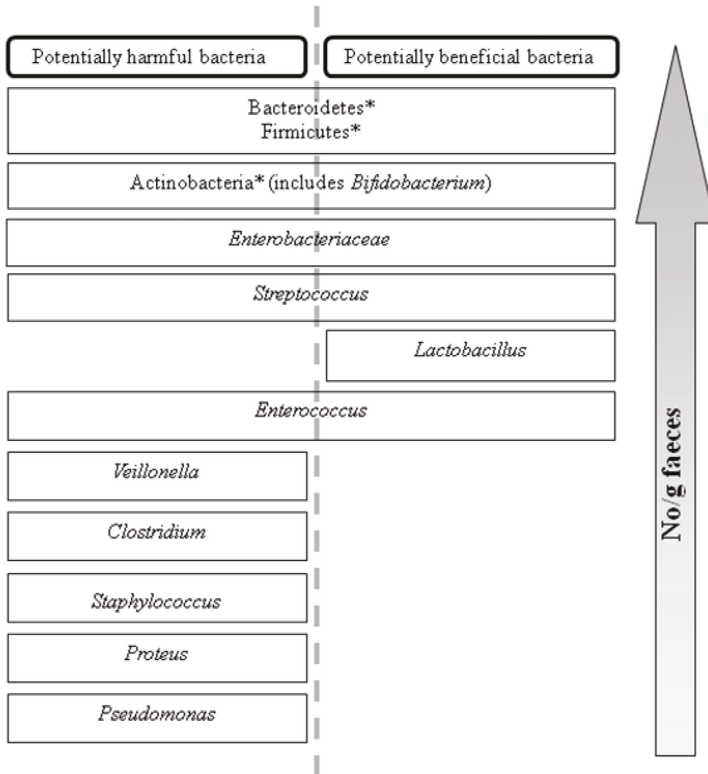 Potentially harmful bacteria
Potentially beneficial bacteria
Bacteroidetes*
Firmicutes*
Actinobacteria* (includes Bifidobacterium)
Enterobacteriaceae
Streptococcus
Lactobacillus
Enterococcus
Veillonella
Clostridium
Staphylococcus
Proteus
Pseudomonas
No/g faeces